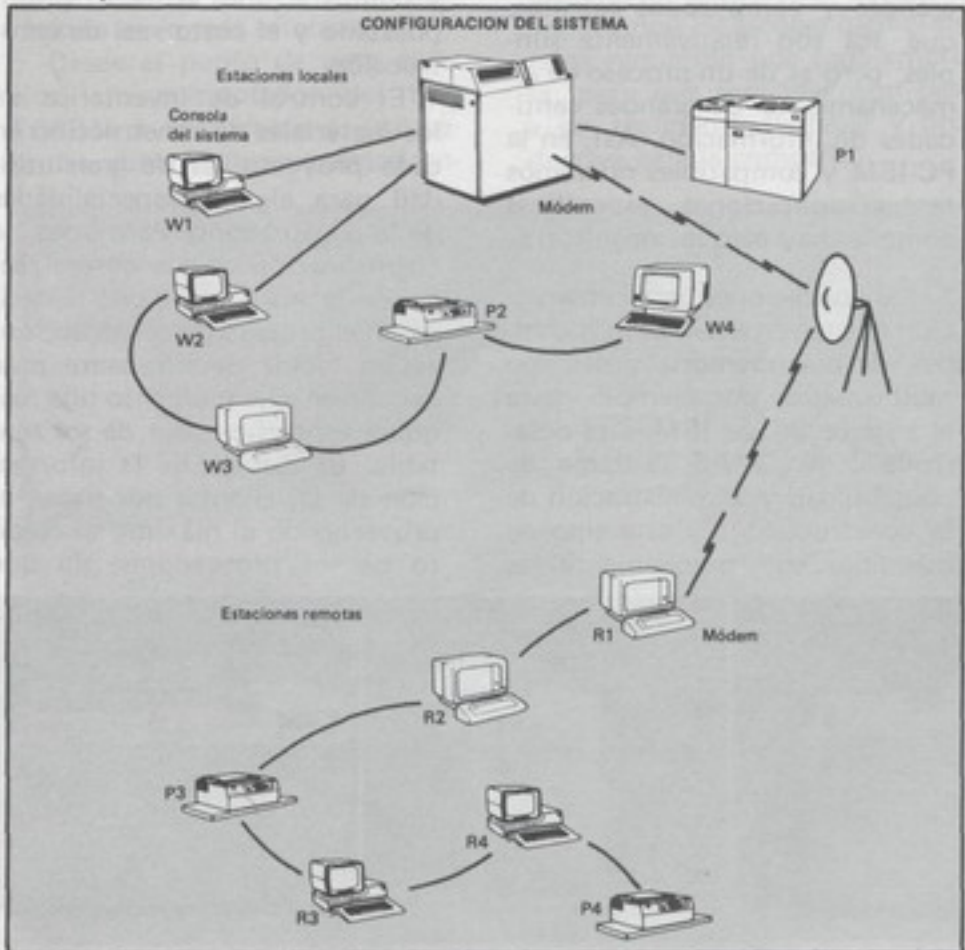 CONFIGURACION DEL SISTEMA
Estaciones locales
Consola
del sistema
P1
W1
Módem
W2
P2
W4
W3
Estaciones remotas
R1
Módem
R2
P3
R4
R3
P4